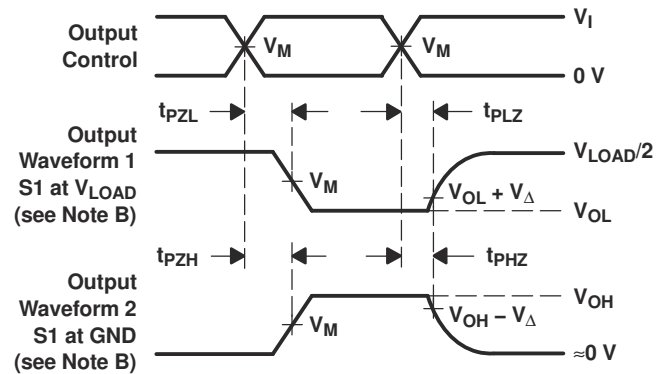 Output
Control
V_M
V_M
V_I
0 V
t_PZL
t_PLZ
Output
Waveform 1
S1 at V_LOAD
(see Note B)
V_M
V_LOAD/2
V_OL + V_Δ
V_OL
t_PZH
t_PHZ
Output
Waveform 2
S1 at GND
(see Note B)
V_M
V_OH
V_OH − V_Δ
≈0 V